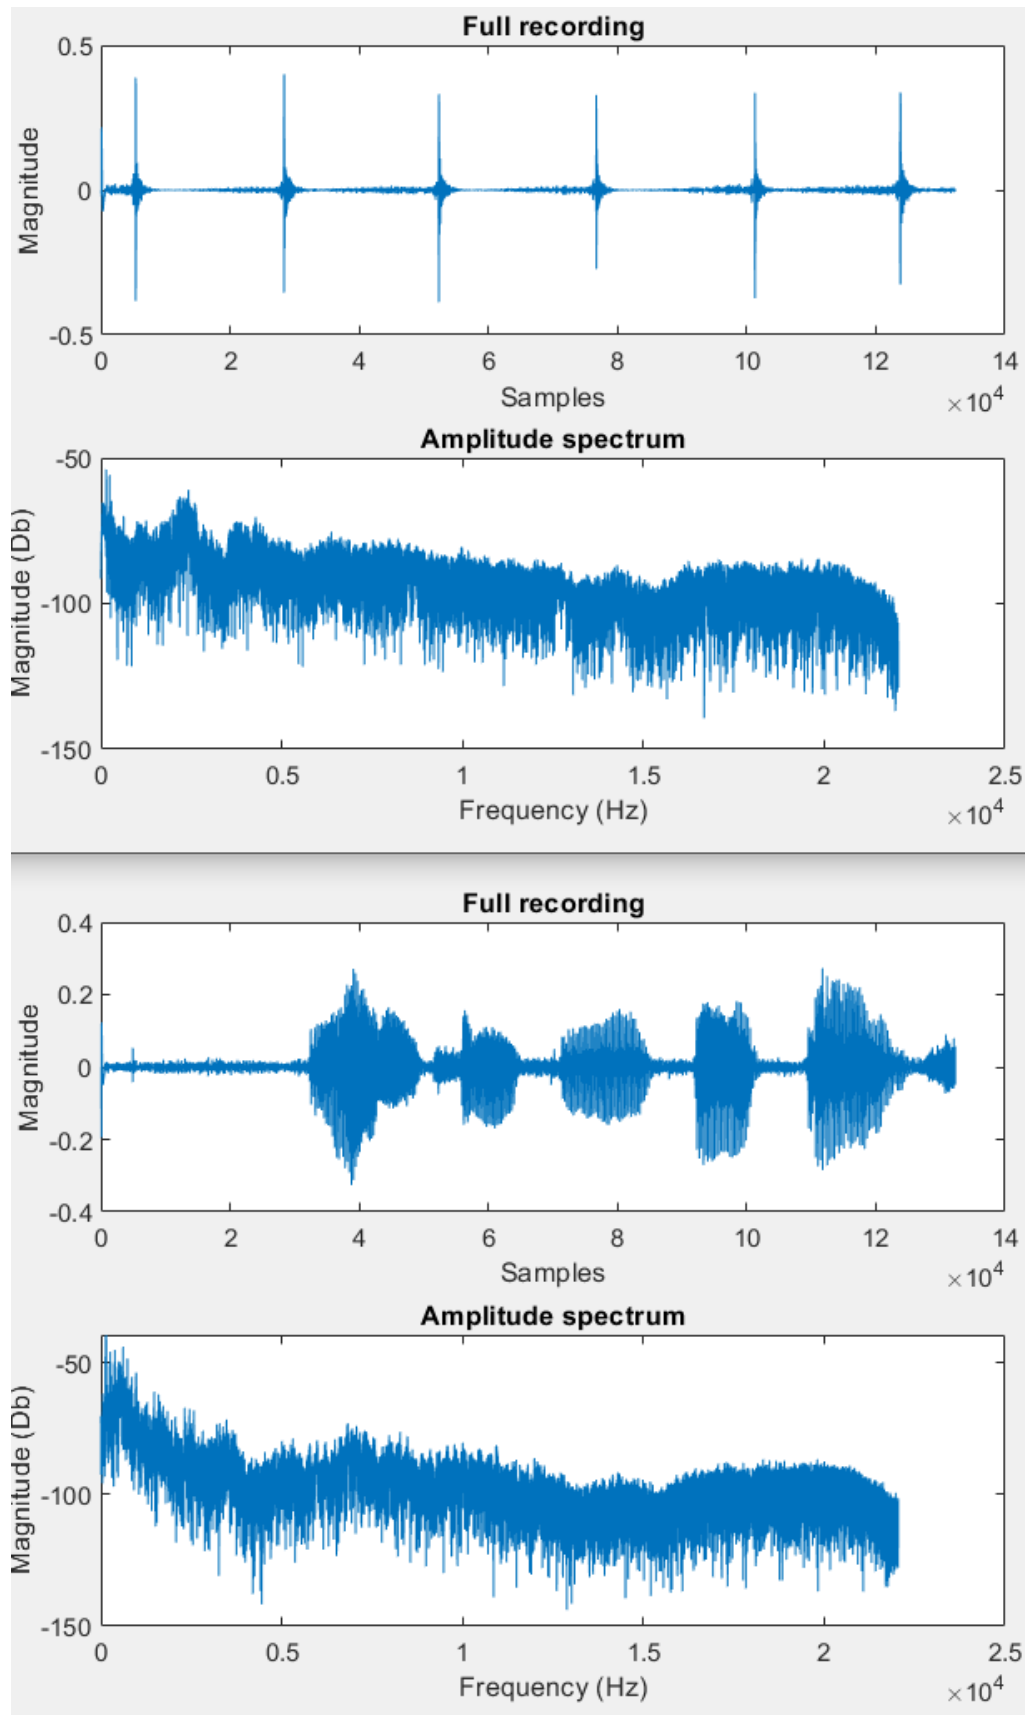 Full recording
0.5
0
-0.5
Magnitude
0 2 4 6 8 10 12 14
Samples
×10^4
Amplitude spectrum
-50
-100
-150
Magnitude (Db)
0 0.5 1 1.5 2 2.5
Frequency (Hz)
×10^4
Full recording
0.4
0.2
0
-0.2
-0.4
Magnitude
0 2 4 6 8 10 12 14
Samples
×10^4
Amplitude spectrum
-50
-100
-150
Magnitude (Db)
0 0.5 1 1.5 2 2.5
Frequency (Hz)
×10^4